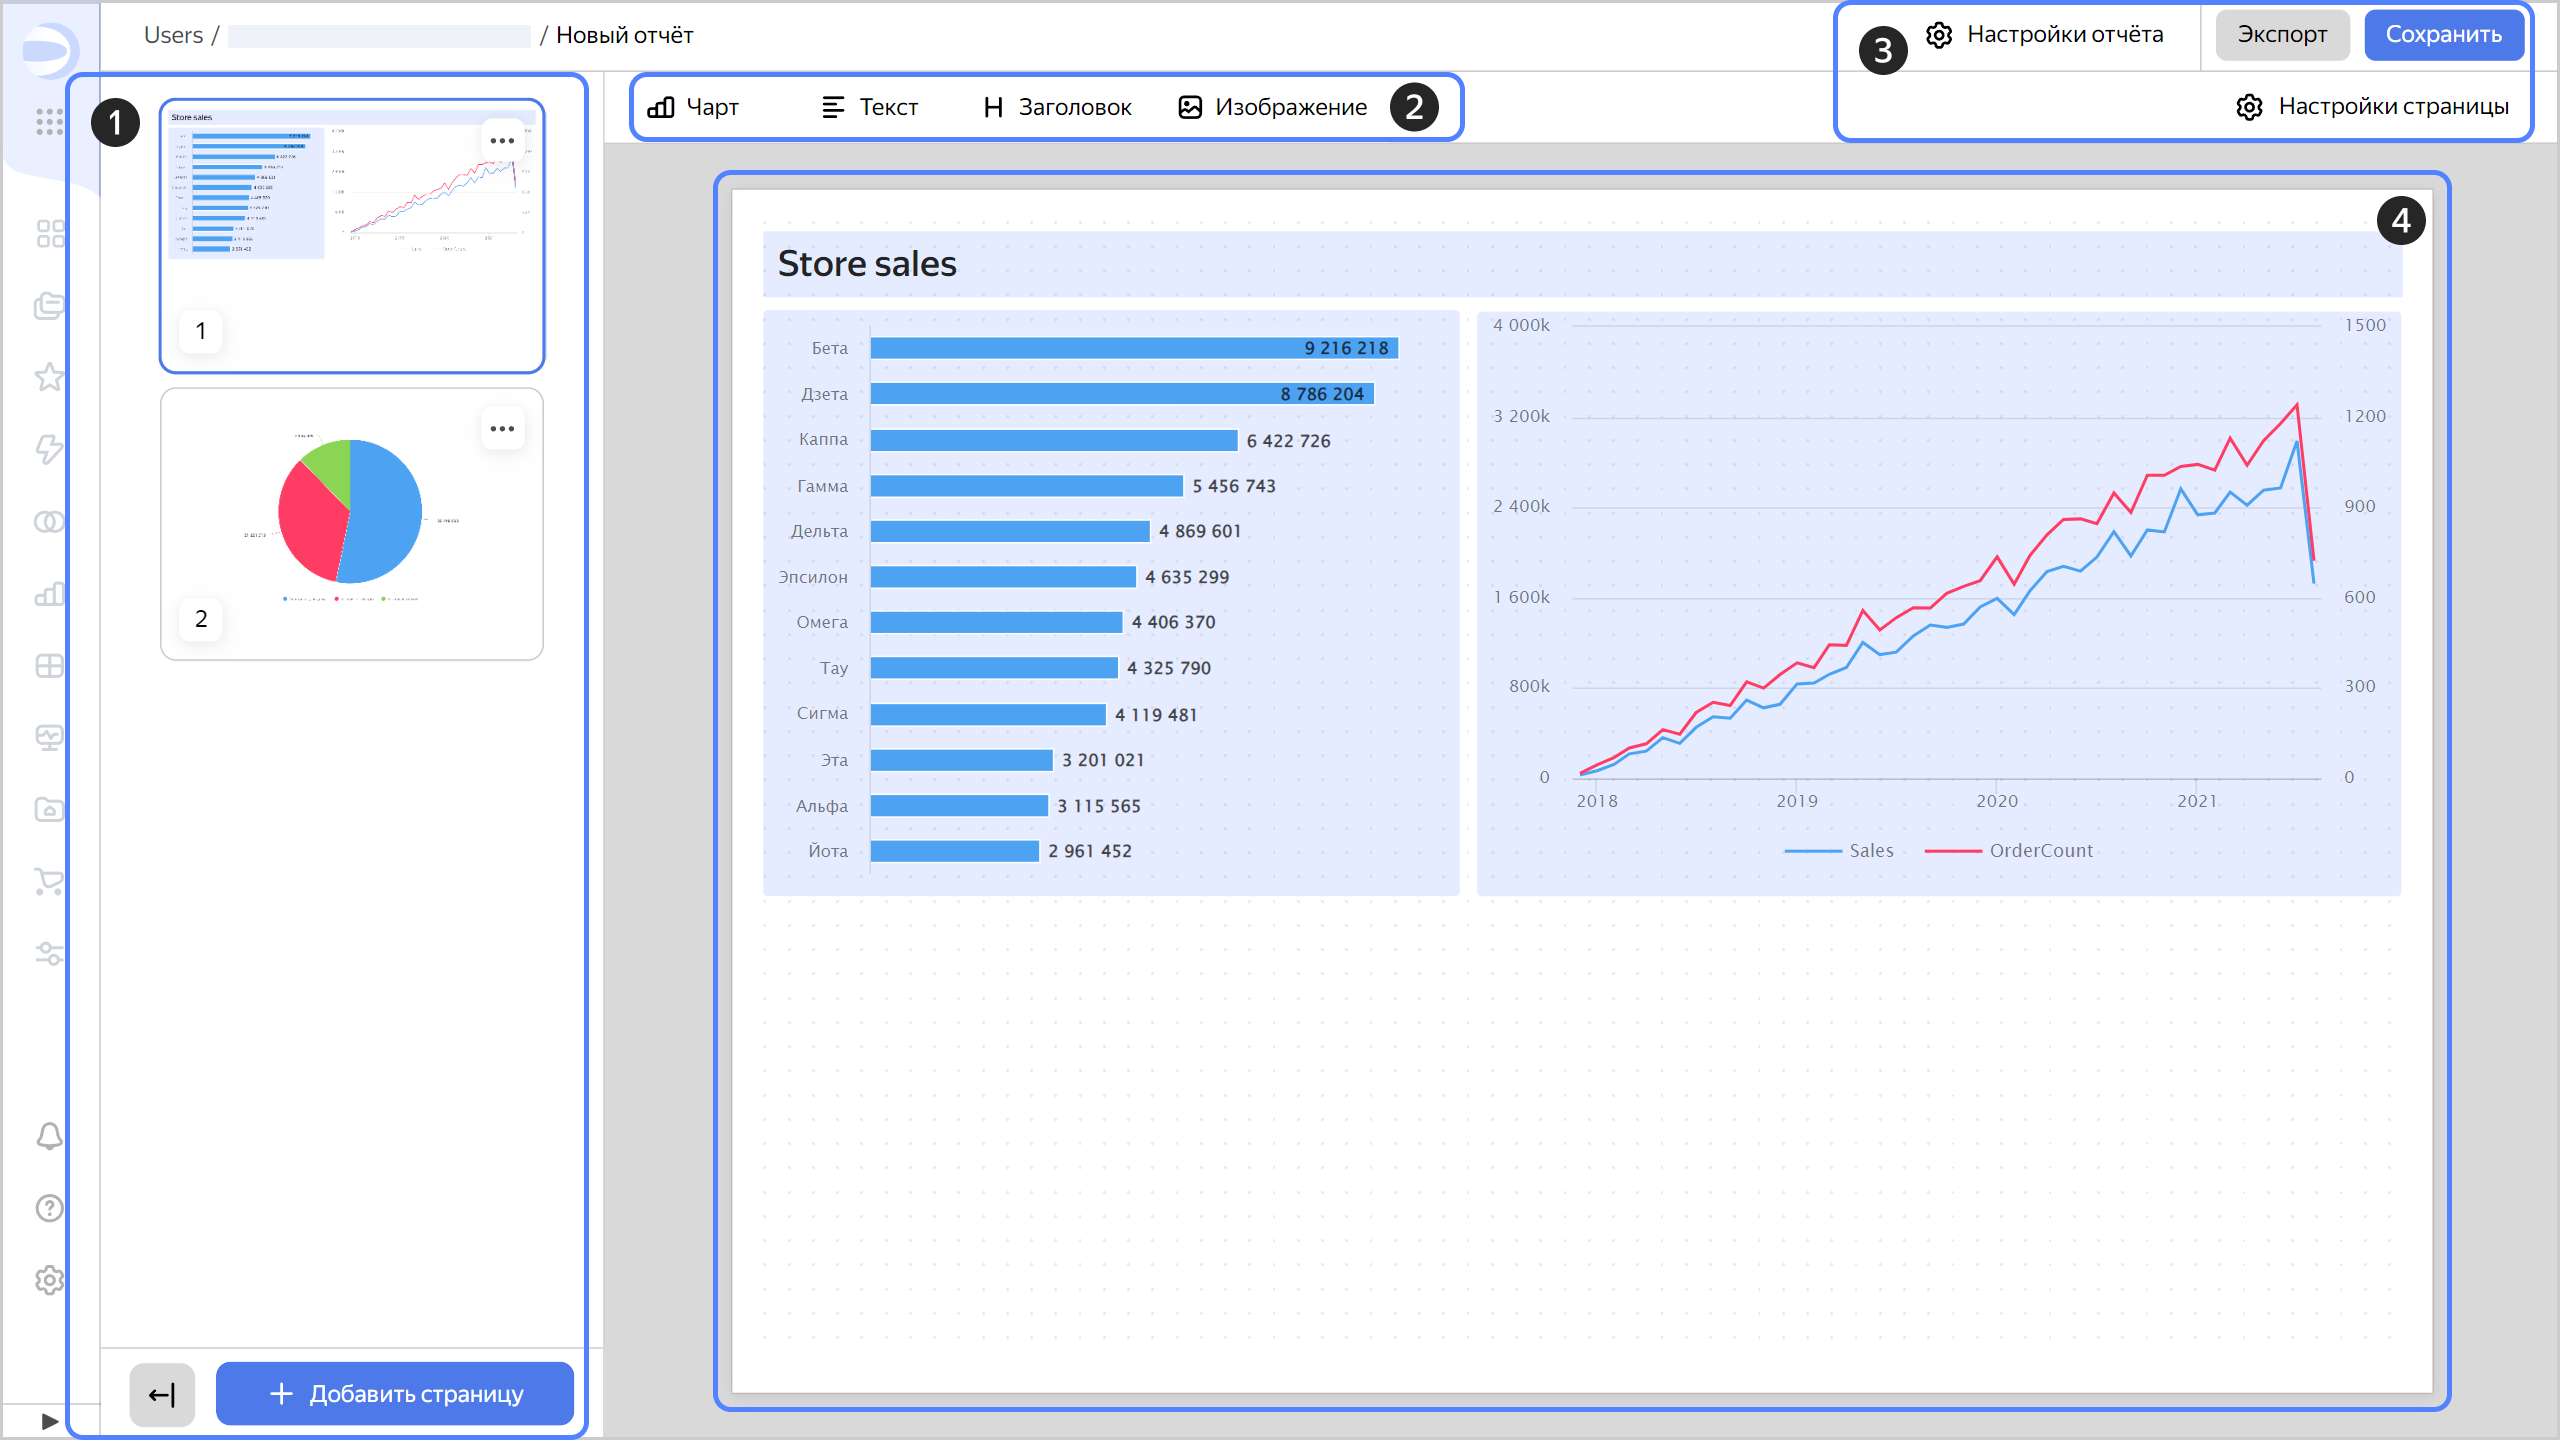 Users / / Новый отчёт
3 Настройки отчёта Экспорт Сохранить
1
2
Чарт Текст Заголовок Изображение 2
Настройки страницы
Store sales
1
2
Добавить страницу
4
Store sales
Бета 9 216 218
Дзета 8 786 204
Каппа 6 422 726
Гамма 5 456 743
Дельта 4 869 601
Эпсилон 4 635 299
Омега 4 406 370
Тау 4 325 790
Сигма 4 119 481
Эта 3 201 021
Альфа 3 115 565
Йота 2 961 452
4 000k 1500
3 200k 1200
2 400k 900
1 600k 600
800k 300
0 0
2018 2019 2020 2021
Sales OrderCount